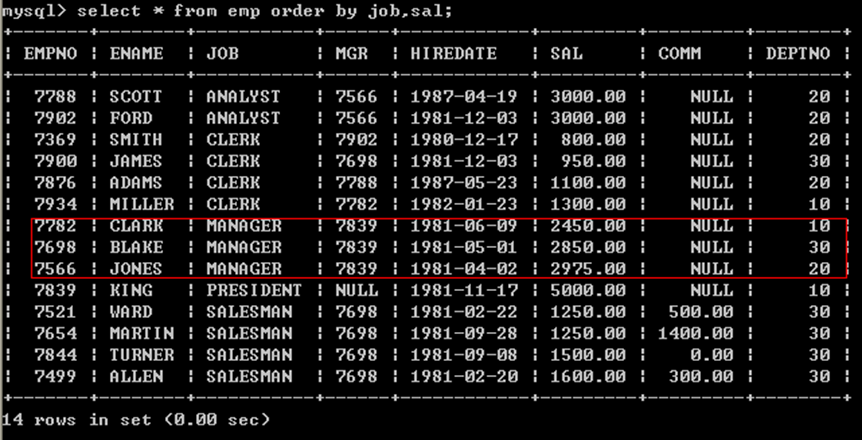 mysql> select * from emp order by job,sal;
+-------+--------+-----------+------+------------+---------+---------+--------+
| EMPNO | ENAME  | JOB       | MGR  | HIREDATE   | SAL     | COMM    | DEPTNO |
+-------+--------+-----------+------+------------+---------+---------+--------+
|  7788 | SCOTT  | ANALYST   | 7566 | 1987-04-19 | 3000.00 |    NULL |     20 |
|  7902 | FORD   | ANALYST   | 7566 | 1981-12-03 | 3000.00 |    NULL |     20 |
|  7369 | SMITH  | CLERK     | 7902 | 1980-12-17 |  800.00 |    NULL |     20 |
|  7900 | JAMES  | CLERK     | 7698 | 1981-12-03 |  950.00 |    NULL |     30 |
|  7876 | ADAMS  | CLERK     | 7788 | 1987-05-23 | 1100.00 |    NULL |     20 |
|  7934 | MILLER | CLERK     | 7782 | 1982-01-23 | 1300.00 |    NULL |     10 |
|  7782 | CLARK  | MANAGER   | 7839 | 1981-06-09 | 2450.00 |    NULL |     10 |
|  7698 | BLAKE  | MANAGER   | 7839 | 1981-05-01 | 2850.00 |    NULL |     30 |
|  7566 | JONES  | MANAGER   | 7839 | 1981-04-02 | 2975.00 |    NULL |     20 |
|  7839 | KING   | PRESIDENT | NULL | 1981-11-17 | 5000.00 |    NULL |     10 |
|  7521 | WARD   | SALESMAN  | 7698 | 1981-02-22 | 1250.00 |  500.00 |     30 |
|  7654 | MARTIN | SALESMAN  | 7698 | 1981-09-28 | 1250.00 | 1400.00 |     30 |
|  7844 | TURNER | SALESMAN  | 7698 | 1981-09-08 | 1500.00 |    0.00 |     30 |
|  7499 | ALLEN  | SALESMAN  | 7698 | 1981-02-20 | 1600.00 |  300.00 |     30 |
+-------+--------+-----------+------+------------+---------+---------+--------+
14 rows in set (0.00 sec)